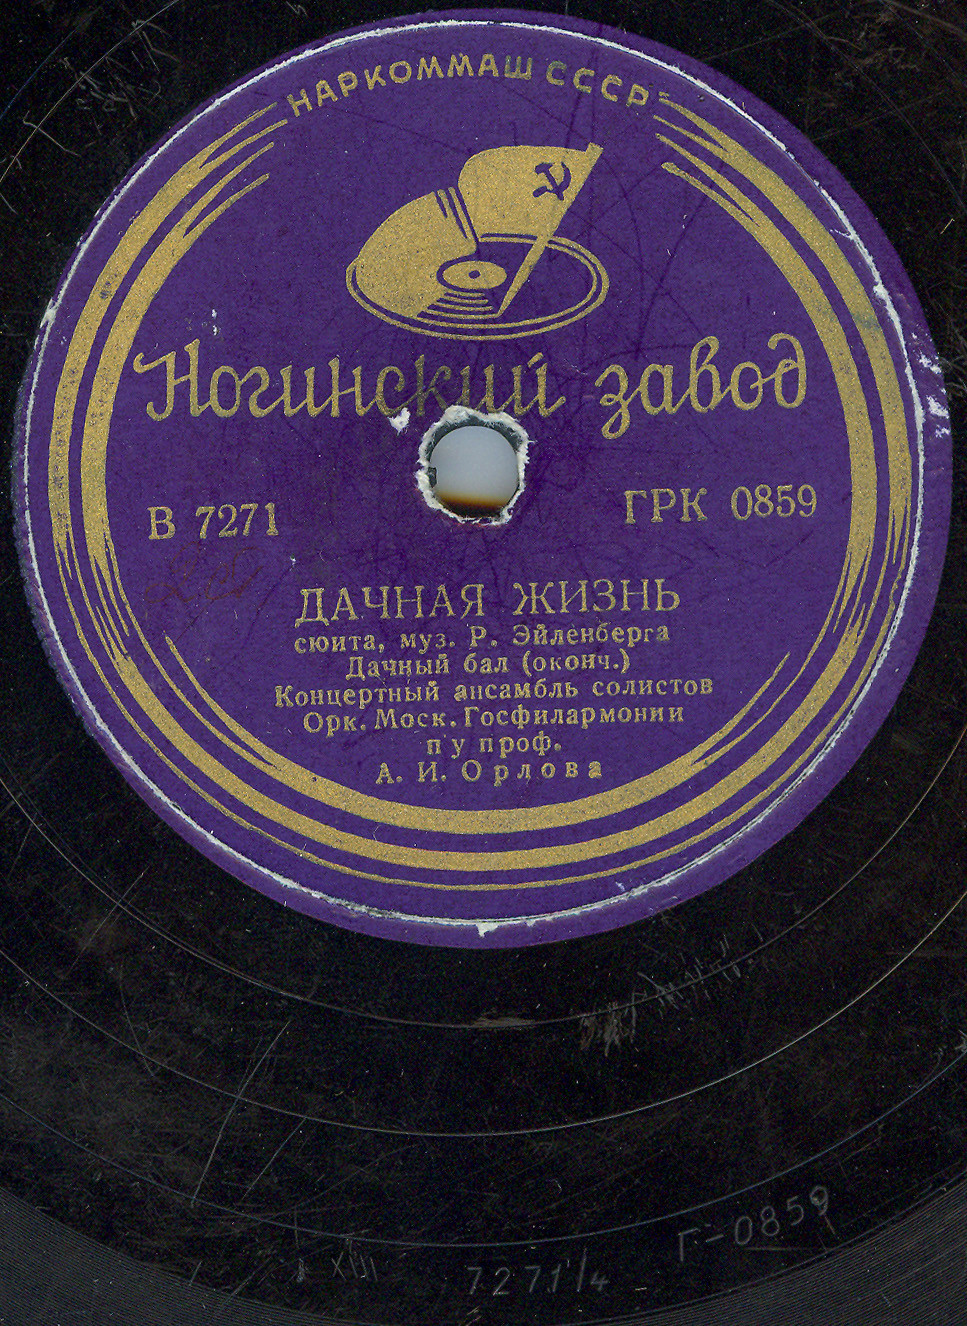 НАРКОММАШ СССР
Ногинский завод
В 7271
ГРК 0859
ДАЧНАЯ ЖИЗНЬ
сюита, муз. Р. Эйленберга
Дачный бал (оконч.)
Концертный ансамбль солистов
Орк. Моск. Госфилармонии
п у проф.
А. И. Орлова
XIII
7271/4
Г-0859